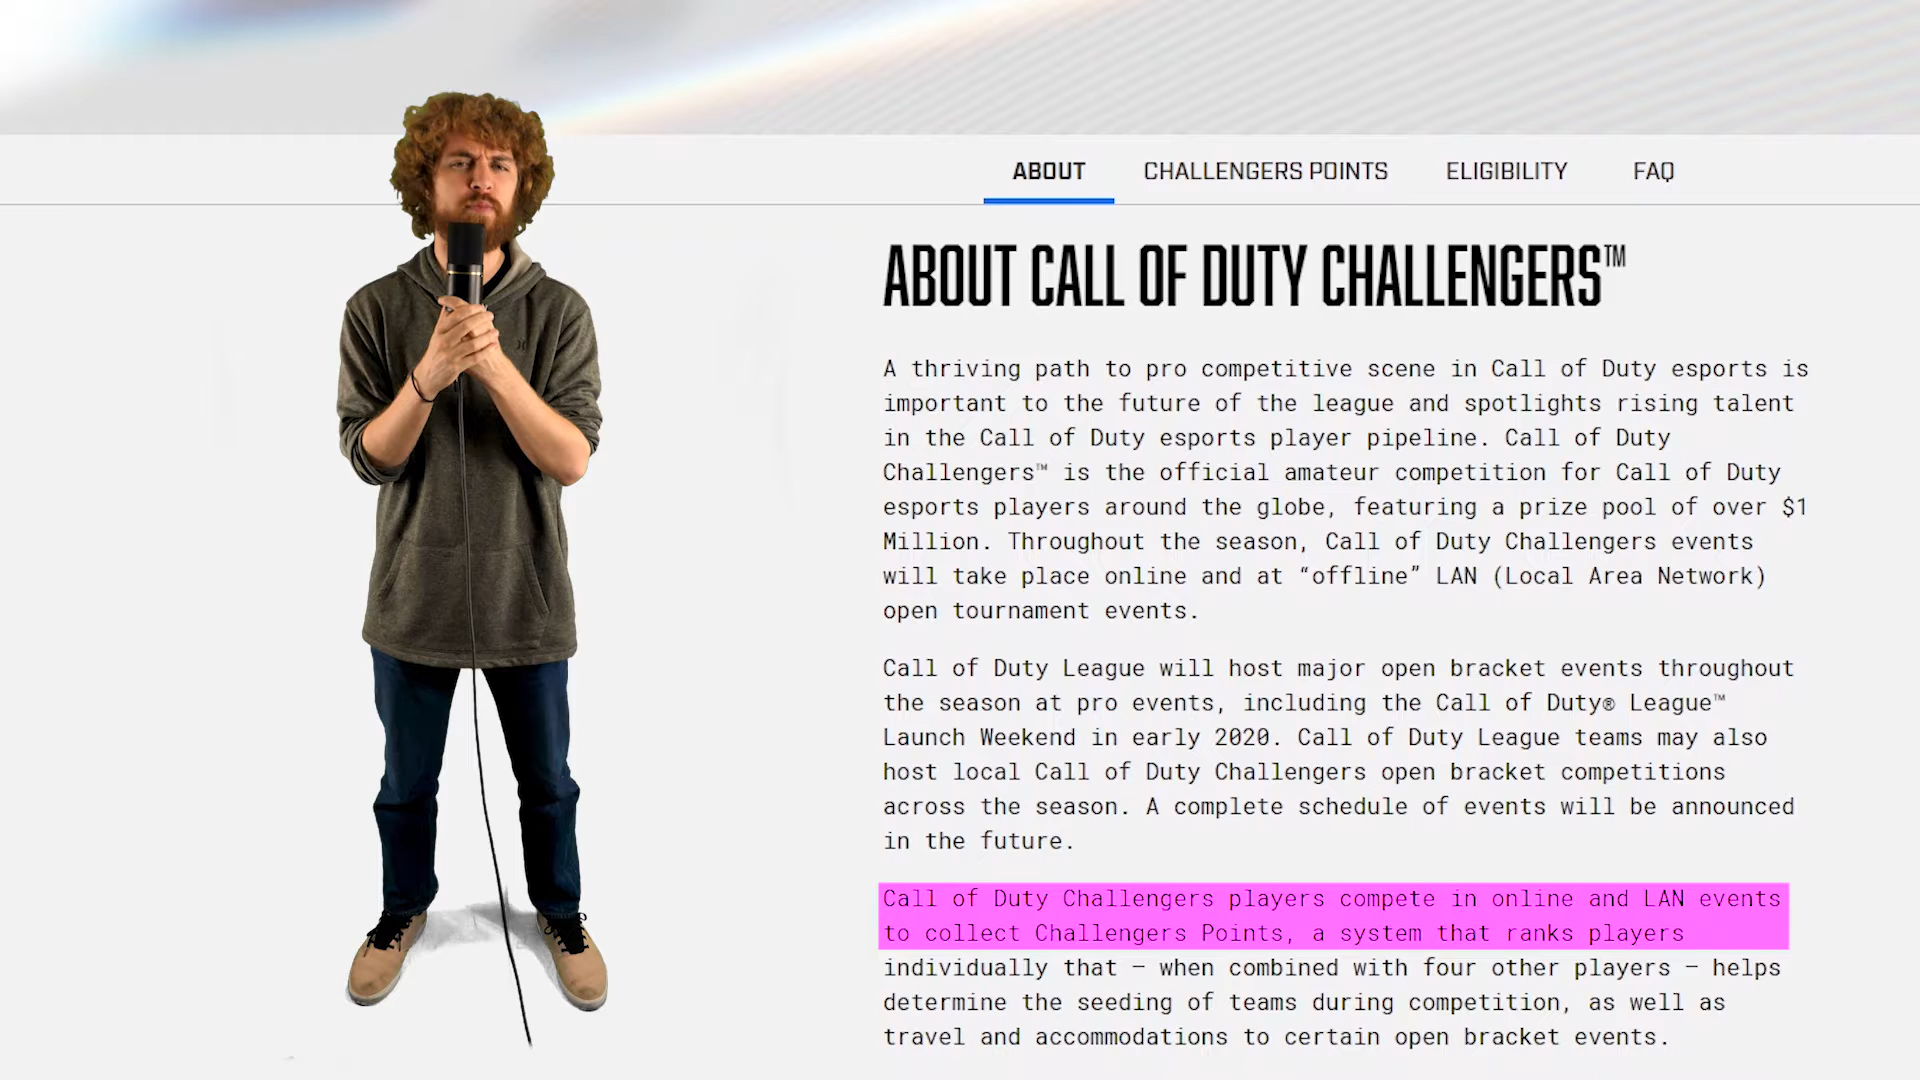 ABOUT CHALLENGERS POINTS ELIGIBILITY FAQ
ABOUT CALL OF DUTY CHALLENGERS™
A thriving path to pro competitive scene in Call of Duty esports is
important to the future of the league and spotlights rising talent
in the Call of Duty esports player pipeline. Call of Duty
Challengers™ is the official amateur competition for Call of Duty
esports players around the globe, featuring a prize pool of over $1
Million. Throughout the season, Call of Duty Challengers events
will take place online and at “offline” LAN (Local Area Network)
open tournament events.
Call of Duty League will host major open bracket events throughout
the season at pro events, including the Call of Duty® League™
Launch Weekend in early 2020. Call of Duty League teams may also
host local Call of Duty Challengers open bracket competitions
across the season. A complete schedule of events will be announced
in the future.
Call of Duty Challengers players compete in online and LAN events
to collect Challengers Points, a system that ranks players
individually that – when combined with four other players – helps
determine the seeding of teams during competition, as well as
travel and accommodations to certain open bracket events.